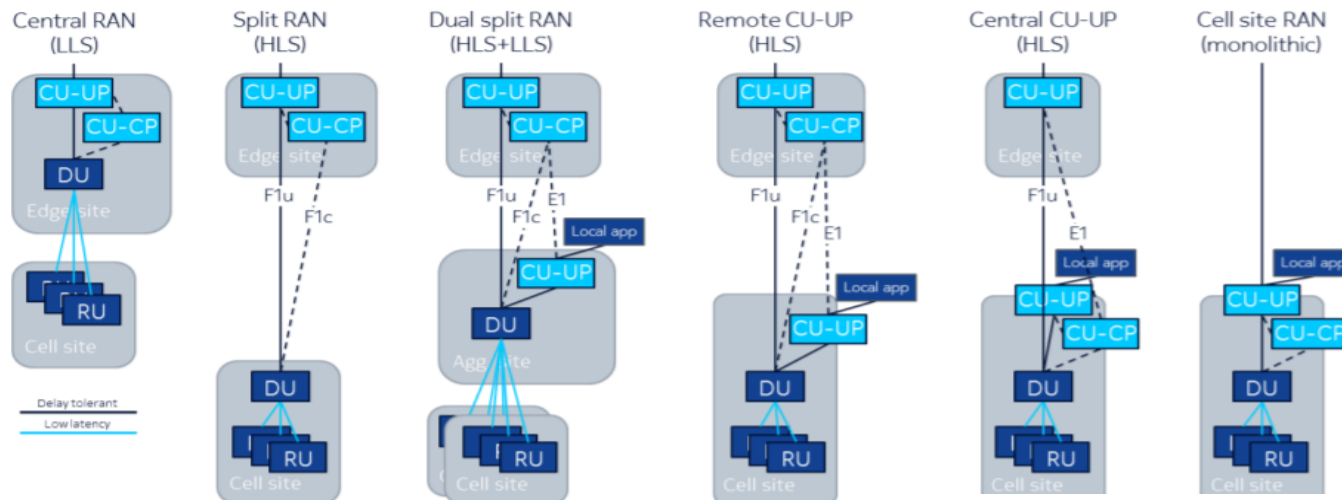 Central RAN
(LLS)
CU-UP
CU-CP
DU
Edge site
RU
Cell site
Delay tolerant
Low latency
Split RAN
(HLS)
CU-UP
CU-CP
Edge site
F1u
F1c
DU
RU
Cell site
Dual split RAN
(HLS+LLS)
CU-UP
CU-CP
Edge site
F1u
F1c
E1
Local app
CU-UP
DU
Agg site
RU
Cell site
Remote CU-UP
(HLS)
CU-UP
CU-CP
Edge site
F1u
F1c
E1
Local app
CU-UP
DU
RU
Cell site
Central CU-UP
(HLS)
CU-UP
Edge site
F1u
E1
Local app
CU-UP
CU-CP
DU
RU
Cell site
Cell site RAN
(monolithic)
Local app
CU-UP
CU-CP
DU
RU
Cell site